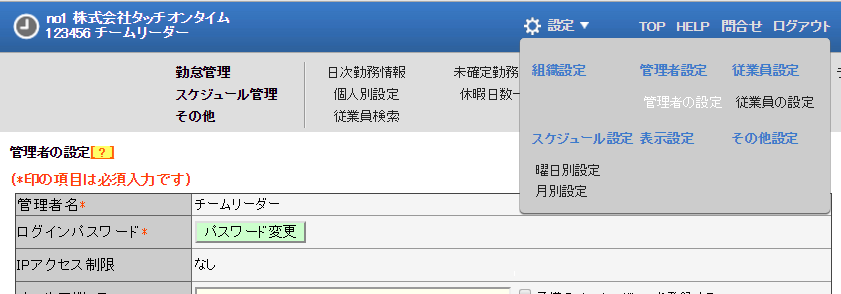 no1 株式会社タッチオンタイム
123456 チームリーダー
設定▼
TOP HELP 問合せ ログアウト
勤怠管理 日次勤務情報 未確定勤務
スケジュール管理 個人別設定 休暇日数一
その他 従業員検索
組織設定 管理者設定 従業員設定
管理者の設定 従業員の設定
スケジュール設定 表示設定 その他設定
曜日別設定
月別設定
管理者の設定[?]
(*印の項目は必須入力です)
管理者名* チームリーダー
ログインパスワード* パスワード変更
IPアクセス制限 なし